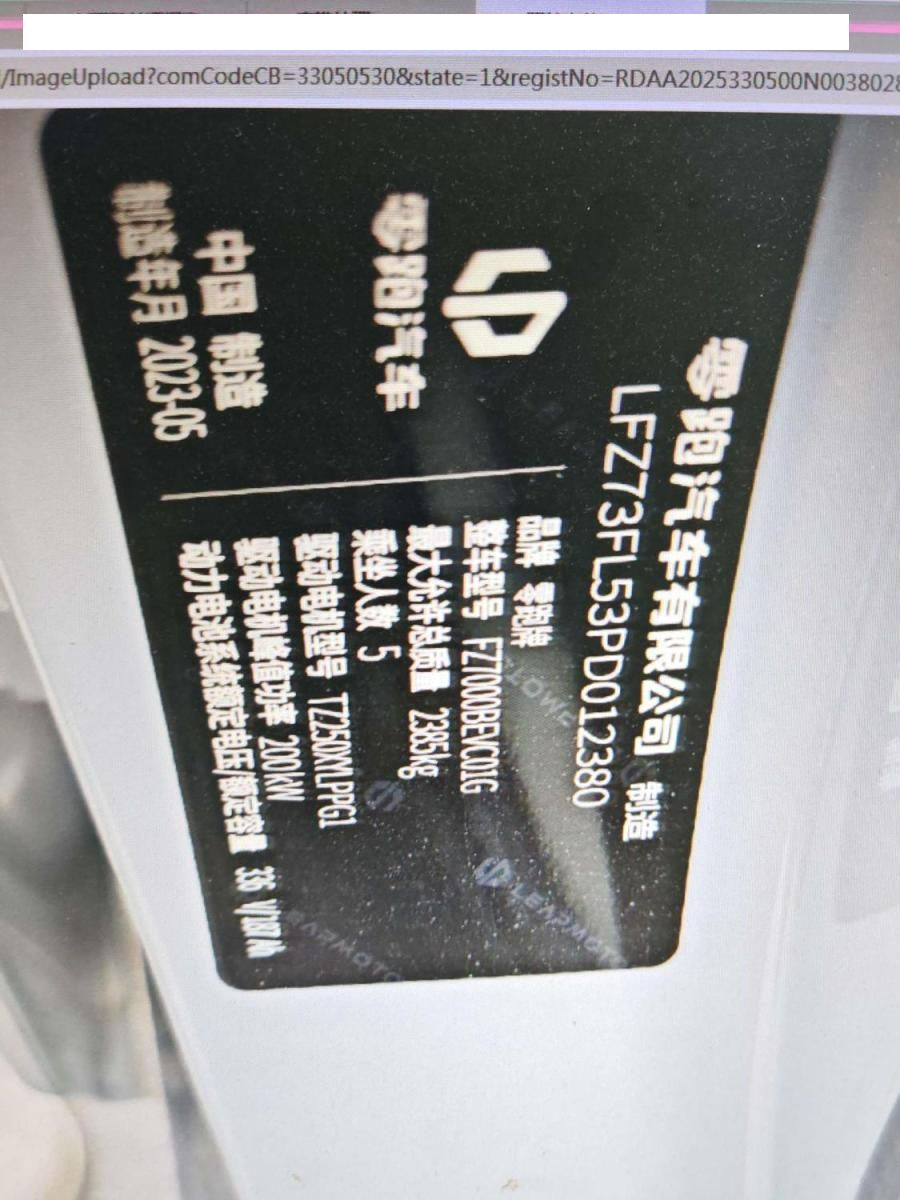 /ImageUpload?comCodeCB=33050530&state=1&registNo=RDAA2025330500N0038028
零跑汽车有限公司 制造
LFZ73FL53PD012380
零跑汽车
中国 制造
制造年月 2023-05
品牌 零跑牌
整车型号 FZ7000BEVC01G
最大允许总质量 2385kg
乘坐人数 5
驱动电机型号 TZ250XYLPPG1
驱动电机峰值功率 200kW
动力电池系统额定电压/额定容量 336 V/187Ah
LEAPMOTOR